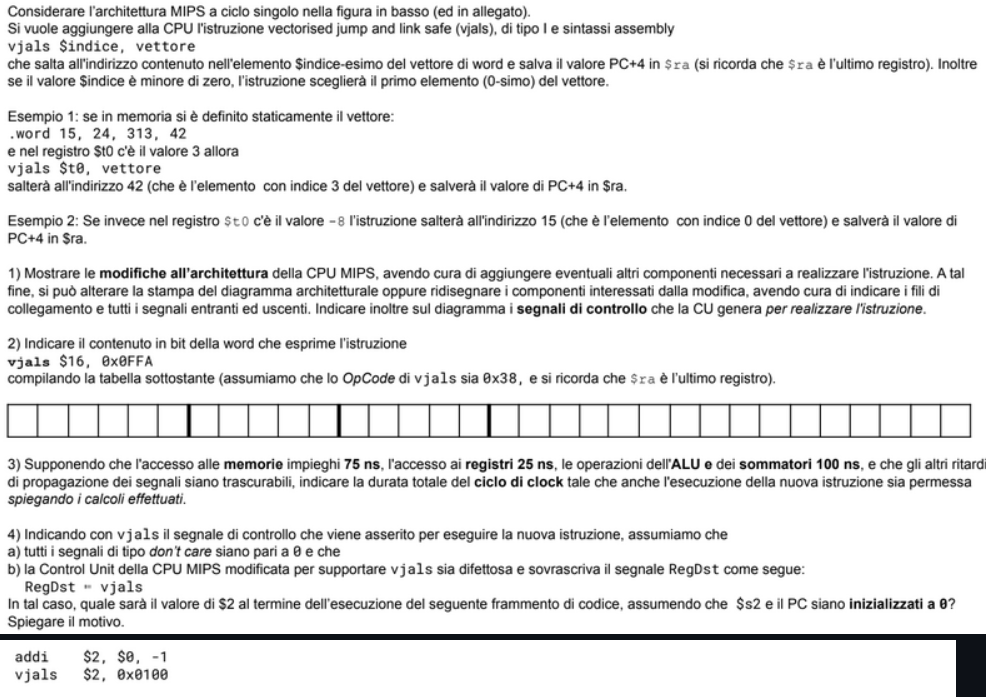 Considerare l'architettura MIPS a ciclo singolo nella figura in basso (ed in allegato).
Si vuole aggiungere alla CPU l'istruzione vectorised jump and link safe (vjals), di tipo I e sintassi assembly
vjals $indice, vettore
che salta all'indirizzo contenuto nell'elemento $indice-esimo del vettore di word e salva il valore PC+4 in $ra (si ricorda che $ra è l'ultimo registro). Inoltre
se il valore $indice è minore di zero, l'istruzione sceglierà il primo elemento (0-simo) del vettore.
Esempio 1: se in memoria si è definito staticamente il vettore:
.word 15, 24, 313, 42
e nel registro $t0 c'è il valore 3 allora
vjals $t0, vettore
salterà all'indirizzo 42 (che è l'elemento con indice 3 del vettore) e salverà il valore di PC+4 in $ra.
Esempio 2: Se invece nel registro $t0 c'è il valore -8 l'istruzione salterà all'indirizzo 15 (che è l'elemento con indice 0 del vettore) e salverà il valore di
PC+4 in $ra.
1) Mostrare le modifiche all'architettura della CPU MIPS, avendo cura di aggiungere eventuali altri componenti necessari a realizzare l'istruzione. A tal
fine, si può alterare la stampa del diagramma architetturale oppure ridisegnare i componenti interessati dalla modifica, avendo cura di indicare i fili di
collegamento e tutti i segnali entranti ed uscenti. Indicare inoltre sul diagramma i segnali di controllo che la CU genera per realizzare l'istruzione.
2) Indicare il contenuto in bit della word che esprime l'istruzione
vjals $16, 0x0FFA
compilando la tabella sottostante (assumiamo che lo OpCode di vjals sia 0x38, e si ricorda che $ra è l'ultimo registro).
3) Supponendo che l'accesso alle memorie impieghi 75 ns, l'accesso ai registri 25 ns, le operazioni dell'ALU e dei sommatori 100 ns, e che gli altri ritardi
di propagazione dei segnali siano trascurabili, indicare la durata totale del ciclo di clock tale che anche l'esecuzione della nuova istruzione sia permessa
spiegando i calcoli effettuati.
4) Indicando con vjals il segnale di controllo che viene asserito per eseguire la nuova istruzione, assumiamo che
a) tutti i segnali di tipo don't care siano pari a 0 e che
b) la Control Unit della CPU MIPS modificata per supportare vjals sia difettosa e sovrascriva il segnale RegDst come segue:
RegDst = vjals
In tal caso, quale sarà il valore di $2 al termine dell'esecuzione del seguente frammento di codice, assumendo che $s2 e il PC siano inizializzati a 0?
Spiegare il motivo.
addi $2, $0, -1
vjals $2, 0x0100